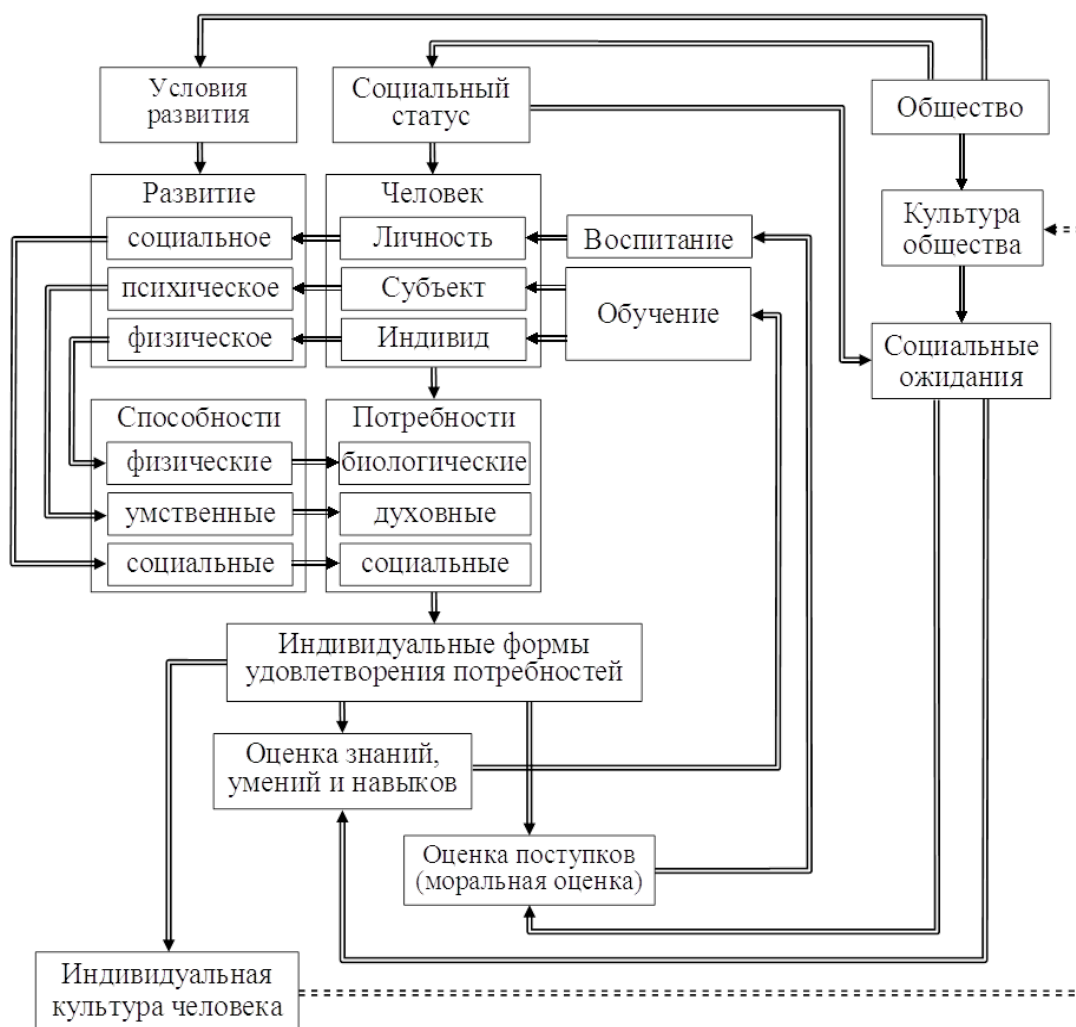 Условия
развития
Социальный
статус
Общество
Развитие
социальное
психическое
физическое
Человек
Личность
Субъект
Индивид
Воспитание
Обучение
Культура
общества
Социальные
ожидания
Способности
физические
умственные
социальные
Потребности
биологические
духовные
социальные
Индивидуальные формы
удовлетворения потребностей
Оценка знаний,
умений и навыков
Оценка поступков
(моральная оценка)
Индивидуальная
культура человека